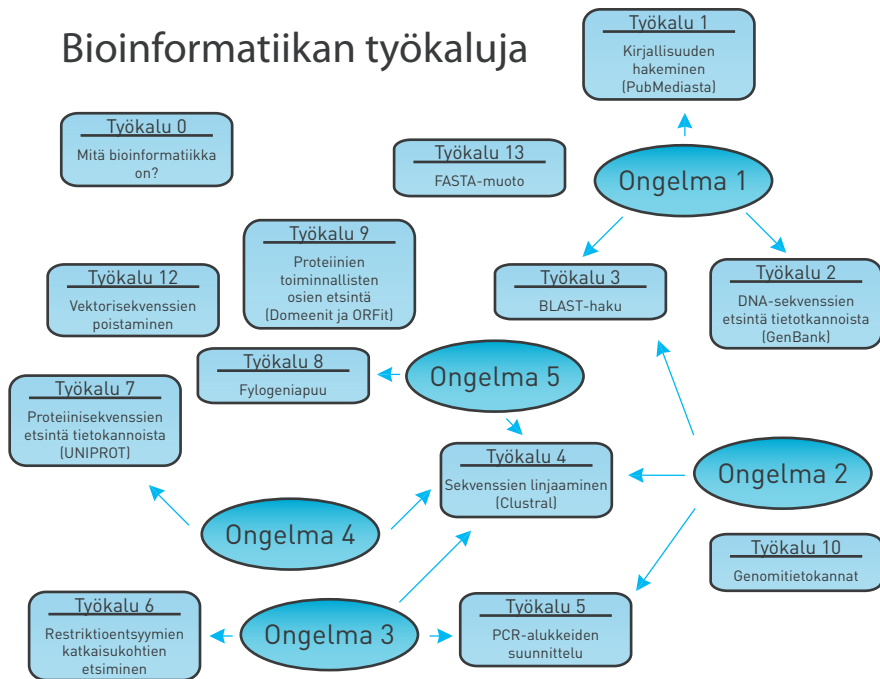 Bioinformatiikan työkaluja
Työkalu 1
Kirjallisuuden
hakeminen
(PubMediasta)
Työkalu 0
Mitä bioinformatiikka
on?
Työkalu 13
FASTA-muoto
Ongelma 1
Työkalu 9
Proteiinien
toiminnallisten
osien etsintä
(Domeenit ja ORFit)
Työkalu 12
Vektorisekvenssien
poistaminen
Työkalu 3
BLAST-haku
Työkalu 2
DNA-sekvenssien
etsintä tietotkannoista
(GenBank)
Työkalu 8
Fylogeniapuu
Ongelma 5
Työkalu 7
Proteiinisekvenssien
etsintä tietokannoista
(UNIPROT)
Työkalu 4
Sekvenssien linjaaminen
(Clustral)
Ongelma 2
Ongelma 4
Työkalu 10
Genomitietokannat
Työkalu 6
Restriktioentsyymien
katkaisukohtien
etsiminen
Ongelma 3
Työkalu 5
PCR-alukkeiden
suunnittelu